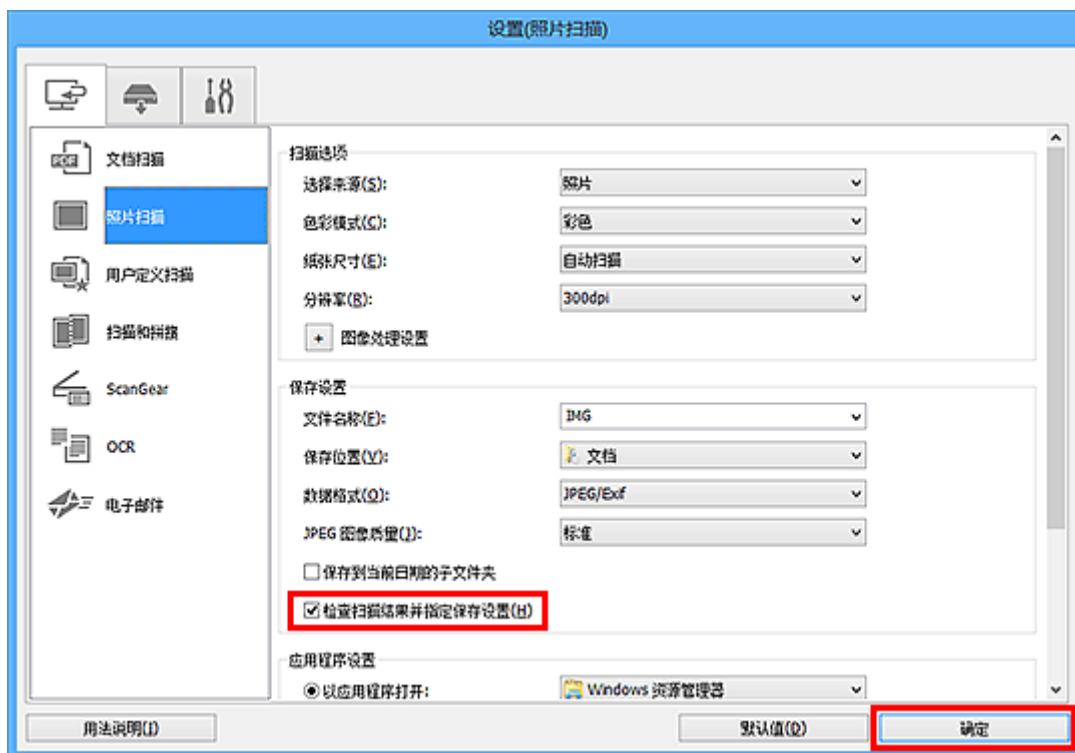 设置(照片扫描)
文档扫描
照片扫描
用户定义扫描
扫描和拼接
ScanGear
OCR
电子邮件
扫描选项
选择来源(S): 照片
色彩模式(C): 彩色
纸张尺寸(E): 自动扫描
分辨率(R): 300dpi
+ 图像处理设置
保存设置
文件名称(F): IMG
保存位置(V): 文档
数据格式(O): JPEG/Exif
JPEG 图像质量(J): 标准
保存到当前日期的子文件夹
检查扫描结果并指定保存设置(H)
应用程序设置
以应用程序打开: Windows 资源管理器
用法说明(I) 默认值(D) 确定